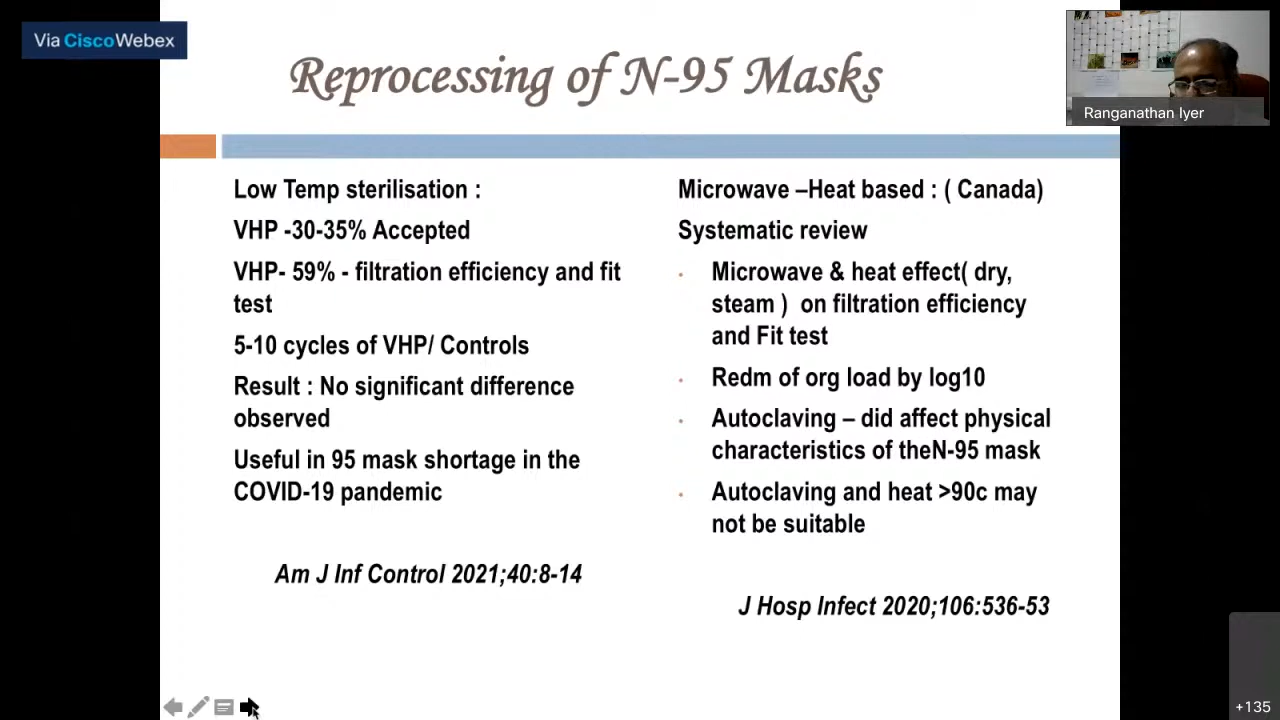 Via Cisco Webex
Reprocessing of N-95 Masks
Ranganathan Iyer
Low Temp sterilisation :
VHP -30-35% Accepted
VHP- 59% - filtration efficiency and fit
test
5-10 cycles of VHP/ Controls
Result : No significant difference
observed
Useful in 95 mask shortage in the
COVID-19 pandemic
Am J Inf Control 2021;40:8-14
Microwave –Heat based : ( Canada)
Systematic review
• Microwave & heat effect( dry,
steam ) on filtration efficiency
and Fit test
• Redm of org load by log10
• Autoclaving – did affect physical
characteristics of theN-95 mask
• Autoclaving and heat >90c may
not be suitable
J Hosp Infect 2020;106:536-53
+135